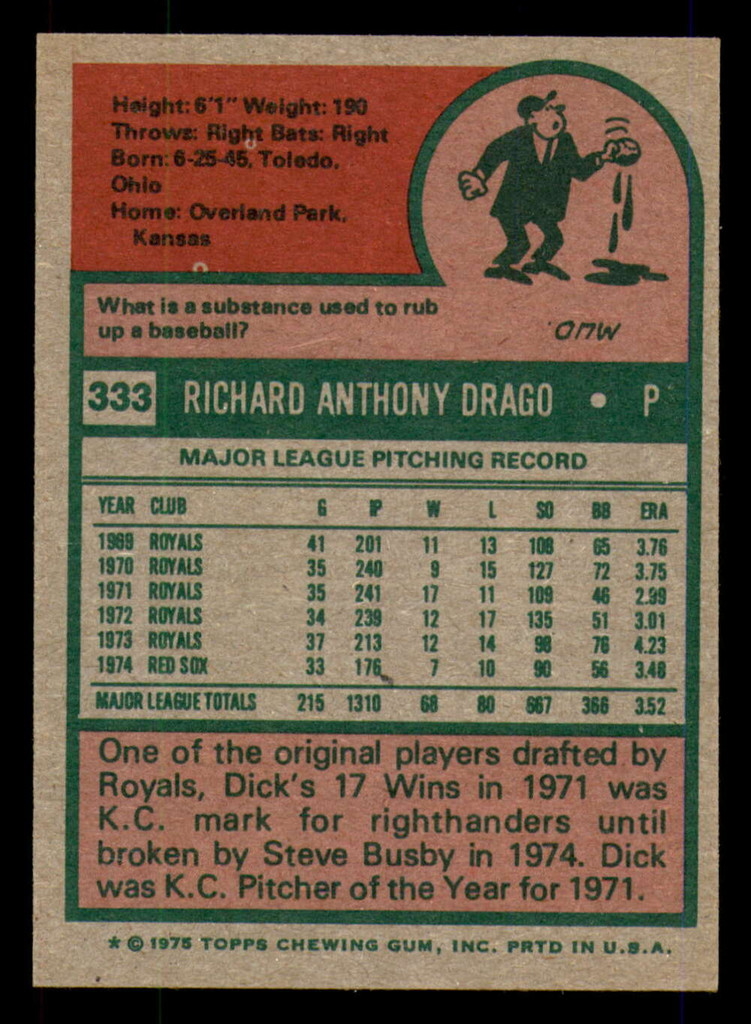 Height: 6'1" Weight: 190
Throws: Right Bats: Right
Born: 6-25-45, Toledo,
Ohio
Home: Overland Park,
Kansas
What is a substance used to rub
up a baseball?
MUD
333 RICHARD ANTHONY DRAGO • P
MAJOR LEAGUE PITCHING RECORD
YEAR CLUB G IP W L SO BB ERA
1969 ROYALS 41 201 11 13 108 65 3.76
1970 ROYALS 35 240 9 15 127 72 3.75
1971 ROYALS 35 241 17 11 109 46 2.99
1972 ROYALS 34 239 12 17 135 51 3.01
1973 ROYALS 37 213 12 14 98 76 4.23
1974 RED SOX 33 176 7 10 90 56 3.48
MAJOR LEAGUE TOTALS 215 1310 68 80 667 366 3.52
One of the original players drafted by
Royals, Dick's 17 Wins in 1971 was
K.C. mark for righthanders until
broken by Steve Busby in 1974. Dick
was K.C. Pitcher of the Year for 1971.
* © 1975 TOPPS CHEWING GUM, INC. PRTD IN U.S.A.